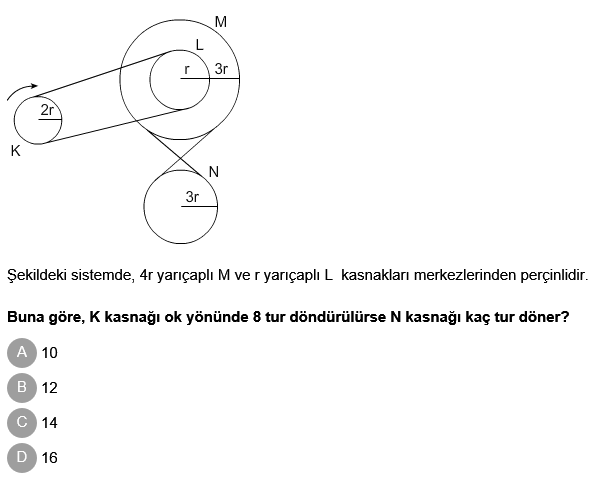 M
L
r
3r
2r
K
N
3r
Şekildeki sistemde, 4r yarıçaplı M ve r yarıçaplı L kasnakları merkezlerinden perçinlidir.
Buna göre, K kasnağı ok yönünde 8 tur döndürülürse N kasnağı kaç tur döner?
A 10
B 12
C 14
D 16